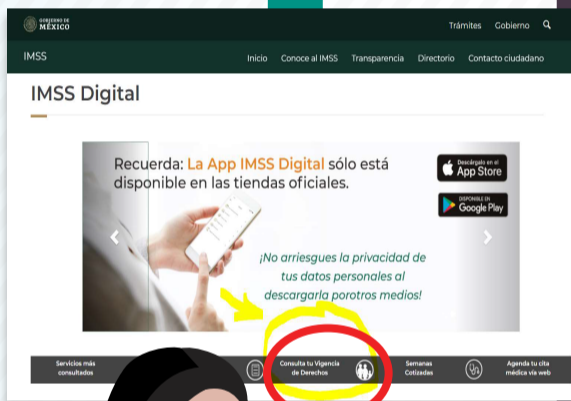 GOBIERNO DE
MÉXICO
Trámites Gobierno
IMSS
Inicio Conoce al IMSS Transparencia Directorio Contacto ciudadano
IMSS Digital
Recuerda: La App IMSS Digital sólo está
disponible en las tiendas oficiales.
Descárgalo en el
App Store
DISPONIBLE EN
Google Play
¡No arriesgues la privacidad de
tus datos personales al
descargarla porotros medios!
Servicios más
consultados
Consulta tu Vigencia
de Derechos
Semanas
Cotizadas
Agenda tu cita
médica vía web